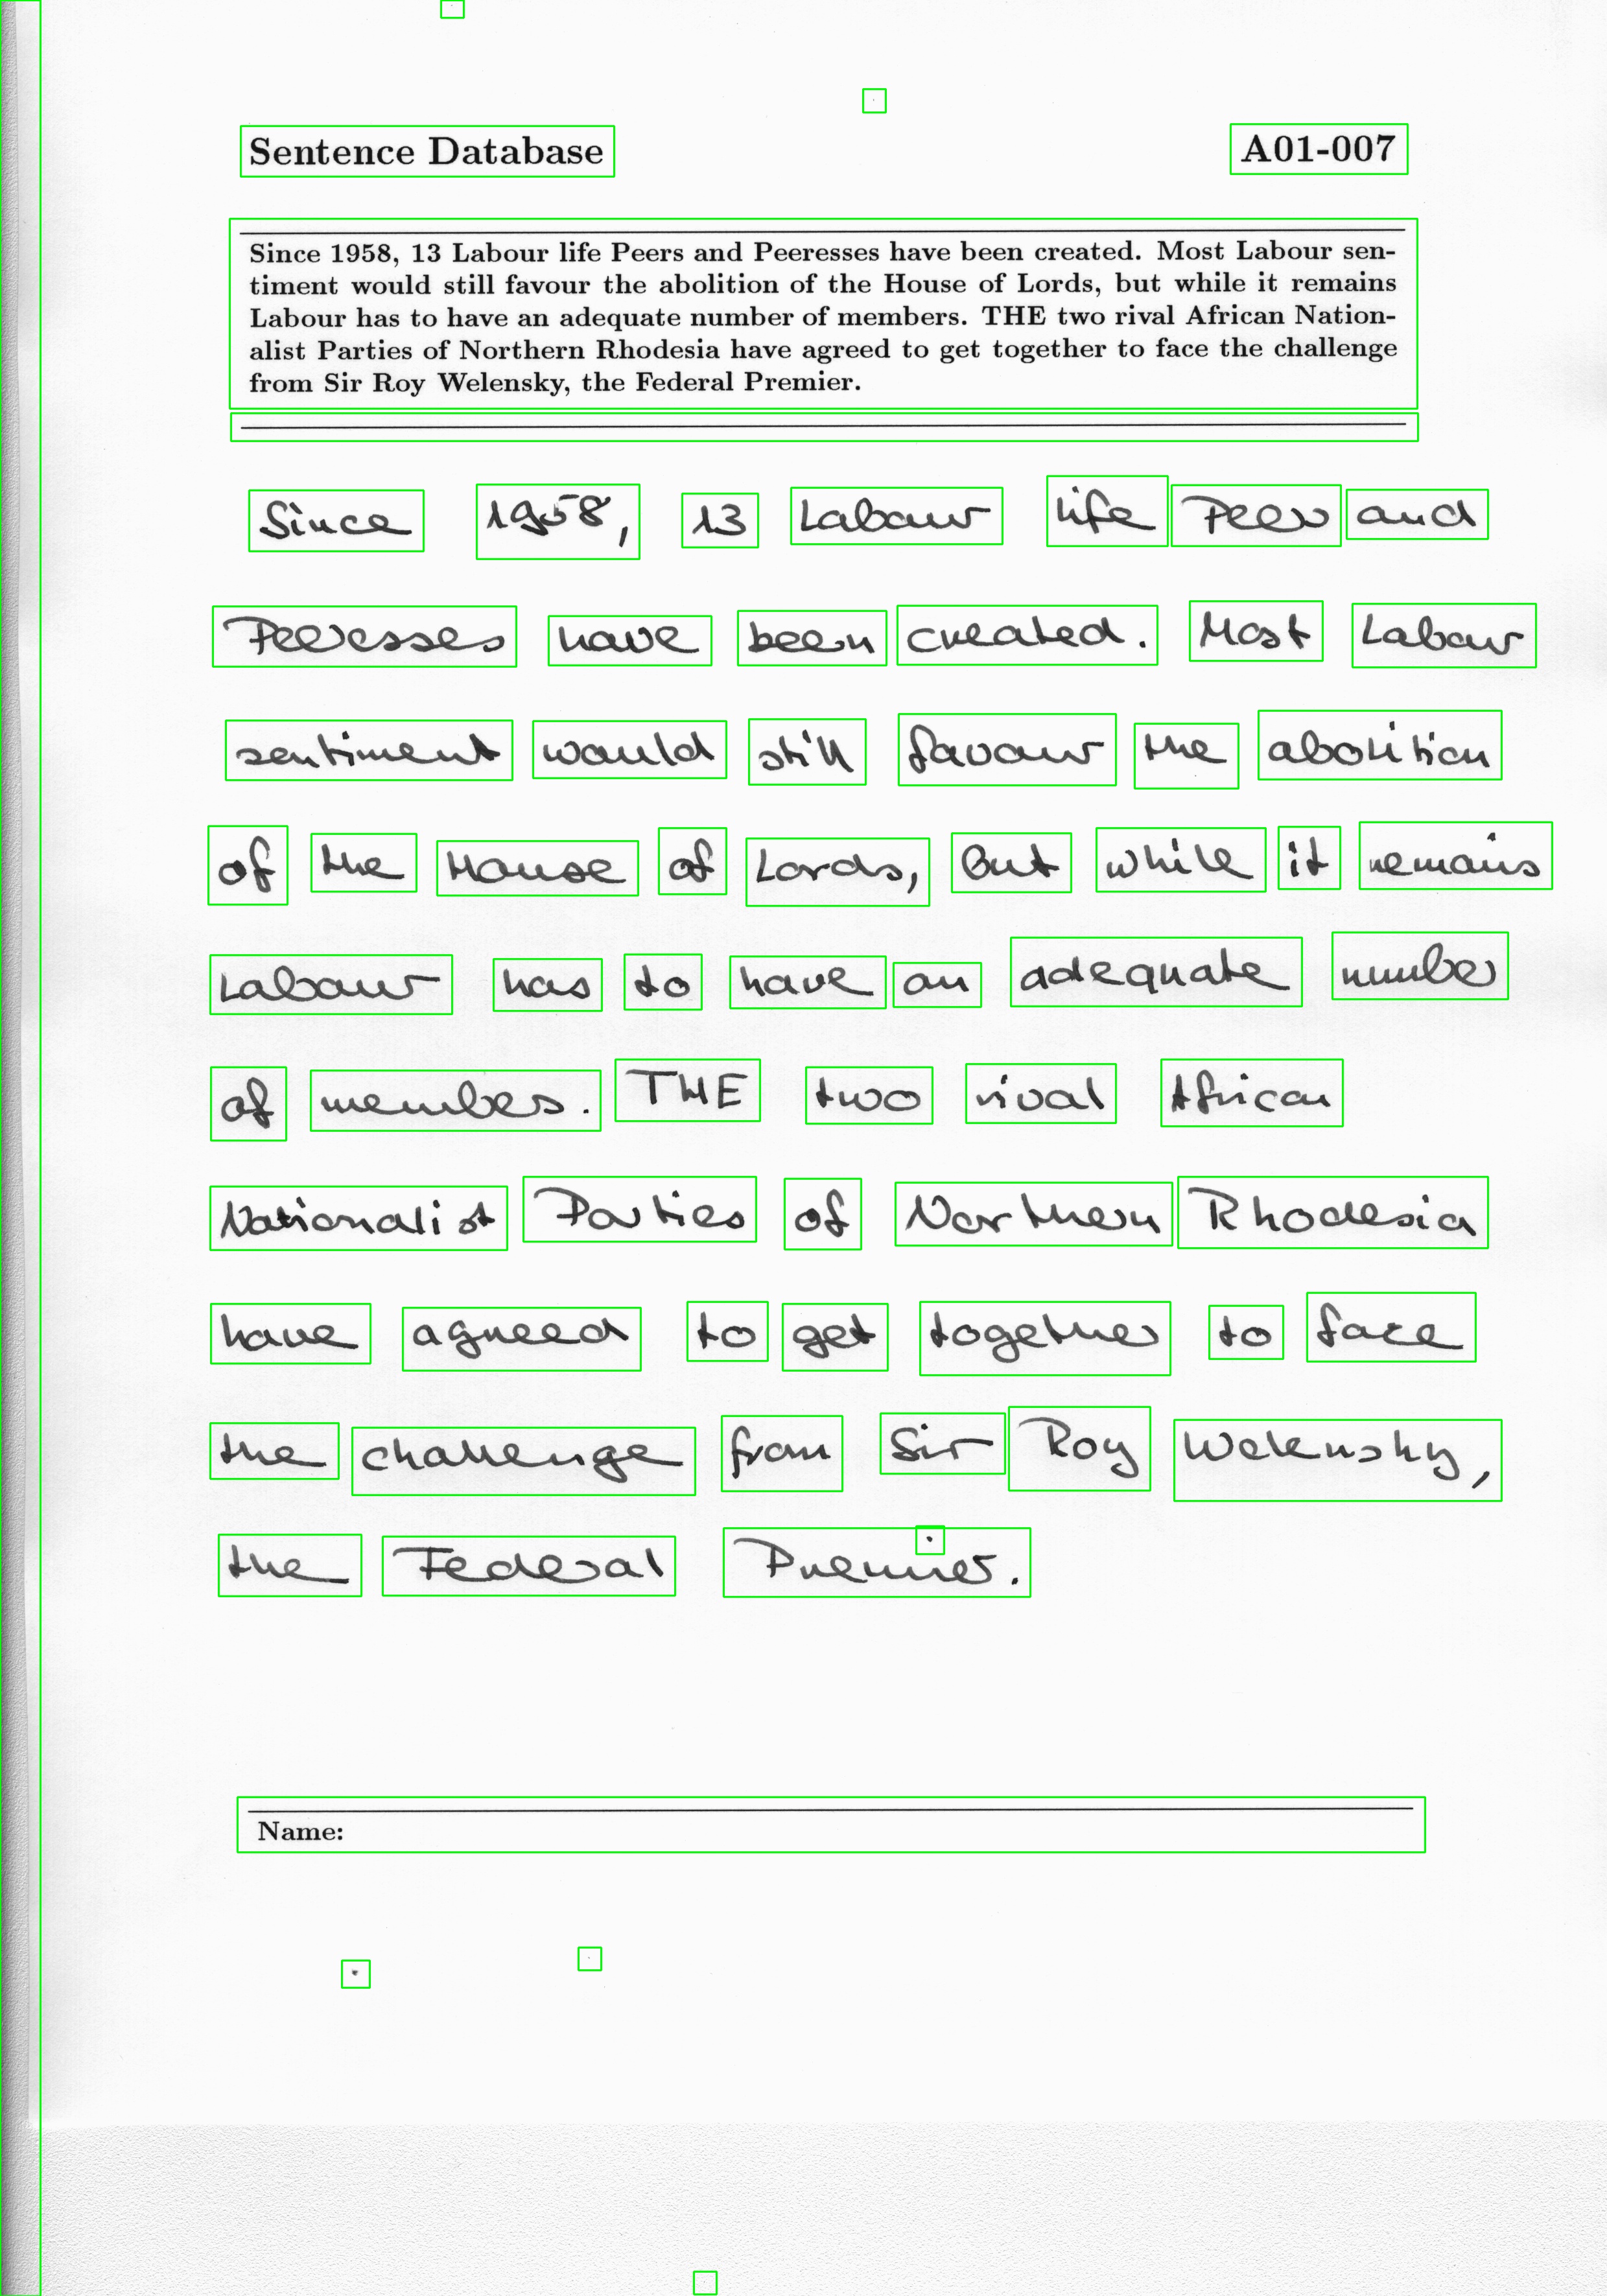 Sentence Database A01-007
Since 1958, 13 Labour life Peers and Peeresses have been created. Most Labour sen-
timent would still favour the abolition of the House of Lords, but while it remains
Labour has to have an adequate number of members. THE two rival African Nation-
alist Parties of Northern Rhodesia have agreed to get together to face the challenge
from Sir Roy Welensky, the Federal Premier.
Since 1958, 13 Labour life Peers and
Peeresses have been created. Most Labour
sentiment would still favour the abolition
of the House of Lords, but while it remains
Labour has to have an adequate number
of members. THE two rival African
Nationalist Parties of Northern Rhodesia
have agreed to get together to face
the challenge from Sir Roy Welensky,
the Federal Premier.
Name: